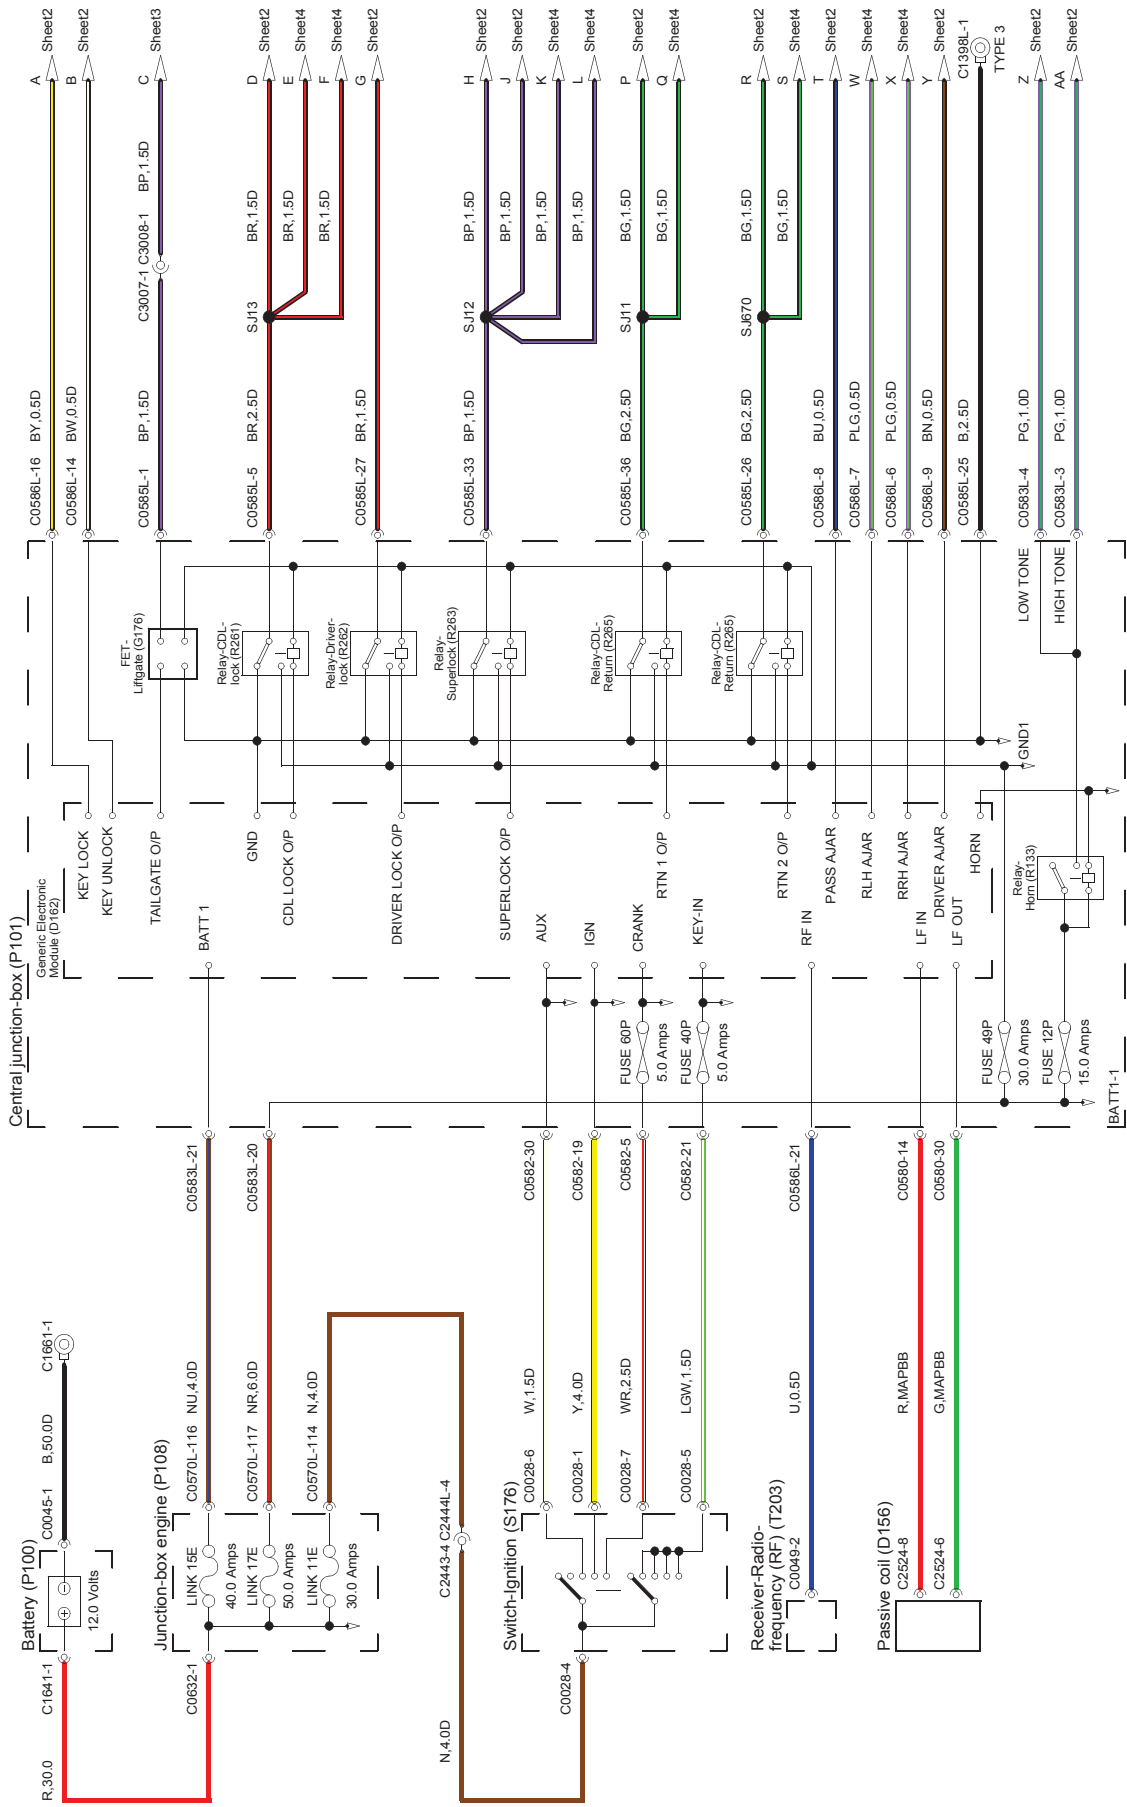 Battery (P100)
12.0 Volts
C1641-1
R,30.0
C0045-1
B,50.0D
C1661-1
Junction-box engine (P108)
C0632-1
LINK 15E
40.0 Amps
LINK 17E
50.0 Amps
LINK 11E
30.0 Amps
C0570L-116
NU,4.0D
C0583L-21
C0570L-117
NR,6.0D
C0583L-20
C0570L-114
N,4.0D
C2443-4
C2444L-4
N,4.0D
Switch-Ignition (S176)
C0028-4
C0028-6
W,1.5D
C0582-30
C0028-1
Y,4.0D
C0582-19
C0028-7
WR,2.5D
C0582-5
C0028-5
LGW,1.5D
C0582-21
Receiver-Radio-
frequency (RF) (T203)
C0049-2
U,0.5D
C0586L-21
Passive coil (D156)
C2524-8
R,MAPBB
C0580-14
C2524-6
G,MAPBB
C0580-30
Central junction-box (P101)
Generic Electronic
Module (D162)
BATT 1
AUX
IGN
CRANK
KEY-IN
RF IN
LF IN
LF OUT
FUSE 60P
5.0 Amps
FUSE 40P
5.0 Amps
FUSE 49P
30.0 Amps
FUSE 12P
15.0 Amps
BATT1-1
KEY LOCK
KEY UNLOCK
TAILGATE O/P
GND
CDL LOCK O/P
DRIVER LOCK O/P
SUPERLOCK O/P
RTN 1 O/P
RTN 2 O/P
PASS AJAR
RLH AJAR
RRH AJAR
DRIVER AJAR
HORN
FET-
Liftgate (G176)
Relay-CDL-
lock (R261)
Relay-Driver-
lock (R262)
Relay-
Superlock (R263)
Relay-CDL-
Return (R265)
Relay-CDL-
Return (R265)
Relay-
Horn (R133)
GND1
LOW TONE
HIGH TONE
C0586L-16
BY,0.5D
A
Sheet2
C0586L-14
BW,0.5D
B
Sheet2
C0585L-1
BP,1.5D
C3007-1
C3008-1
BP,1.5D
C
Sheet3
C0585L-5
BR,2.5D
SJ13
BR,1.5D
D
Sheet2
BR,1.5D
E
Sheet4
BR,1.5D
F
Sheet4
C0585L-27
BR,1.5D
G
Sheet2
C0585L-33
BP,1.5D
SJ12
BP,1.5D
H
Sheet2
BP,1.5D
J
Sheet2
BP,1.5D
K
Sheet4
BP,1.5D
L
Sheet4
C0585L-36
BG,2.5D
SJ11
BG,1.5D
P
Sheet2
BG,1.5D
Q
Sheet4
C0585L-26
BG,2.5D
SJ670
BG,1.5D
R
Sheet2
BG,1.5D
S
Sheet4
C0586L-8
BU,0.5D
T
Sheet2
C0586L-7
PLG,0.5D
W
Sheet4
C0586L-6
PLG,0.5D
X
Sheet4
C0586L-9
BN,0.5D
Y
Sheet2
C0585L-25
B,2.5D
C1398L-1
TYPE 3
C0583L-4
PG,1.0D
Z
Sheet2
C0583L-3
PG,1.0D
AA
Sheet2